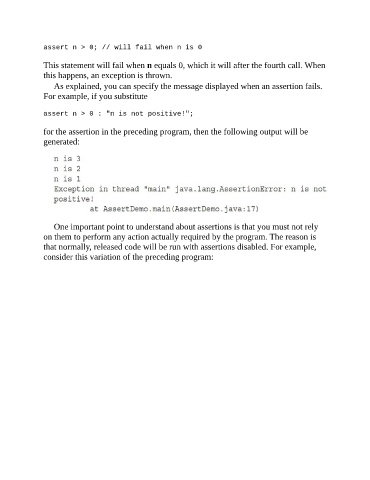 assert n > 0; // will fail when n is 0
This statement will fail when n equals 0, which it will after the fourth call. When
this happens, an exception is thrown.
As explained, you can specify the message displayed when an assertion fails.
For example, if you substitute
assert n > 0 : "n is not positive!";
for the assertion in the preceding program, then the following output will be
generated:
n is 3
n is 2
n is 1
Exception in thread "main" java.lang.AssertionError: n is not
positive!
at AssertDemo.main(AssertDemo.java:17)
One important point to understand about assertions is that you must not rely
on them to perform any action actually required by the program. The reason is
that normally, released code will be run with assertions disabled. For example,
consider this variation of the preceding program: